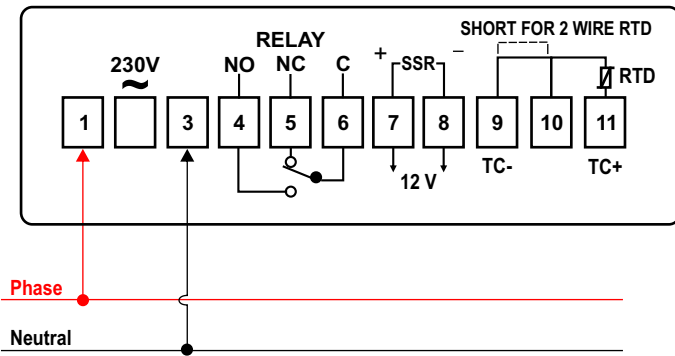 SHORT FOR 2 WIRE RTD
RELAY
230V
~
NO NC C
+ SSR –
RTD
1 3 4 5 6 7 8 9 10 11
12 V
TC- TC+
Phase
Neutral